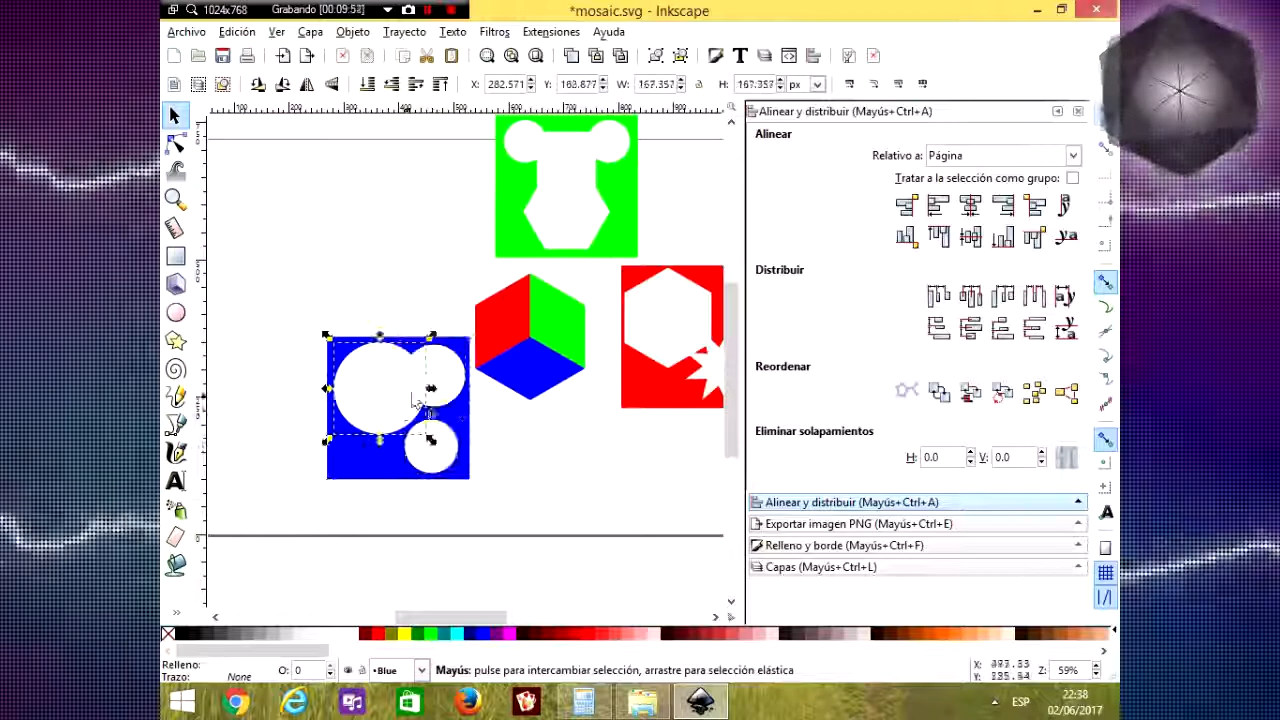 1024x768 Grabando [00:09:58]
*mosaic.svg - Inkscape
Archivo Edición Ver Capa Objeto Trayecto Texto Filtros Extensiones Ayuda
X: 282.571 Y: 163.877 W: 167.357 H: 167.357 px
Alinear y distribuir (Mayús+Ctrl+A)
Alinear
Relativo a: Página
Tratar a la selección como grupo:
Distribuir
Reordenar
Eliminar solapamientos
H: 0.0 V: 0.0
Alinear y distribuir (Mayús+Ctrl+A)
Exportar imagen PNG (Mayús+Ctrl+E)
Relleno y borde (Mayús+Ctrl+F)
Capas (Mayús+Ctrl+L)
Relleno:
Trazo: None
O: 0
•Blue
Mayús: pulse para intercambiar selección, arrastre para selección elástica
X:
Y:
Z: 59%
ESP
22:38
02/06/2017